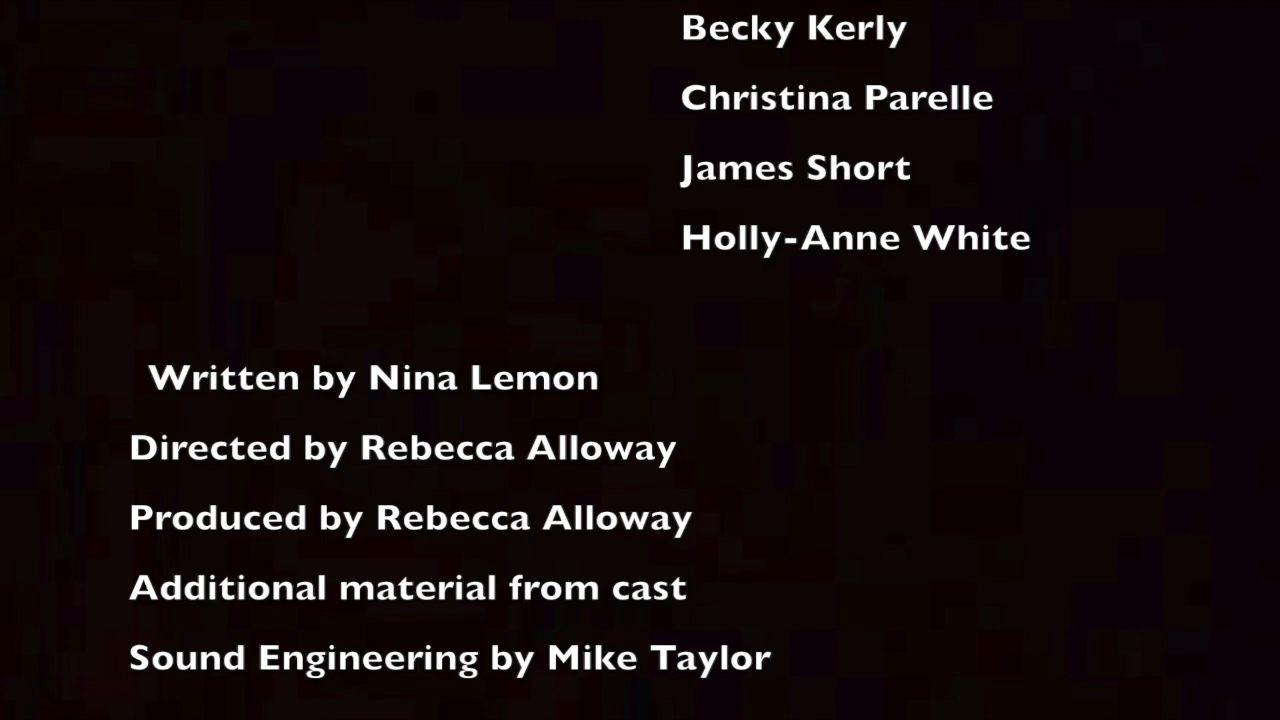 Becky Kerly
Christina Parelle
James Short
Holly-Anne White
Written by Nina Lemon
Directed by Rebecca Alloway
Produced by Rebecca Alloway
Additional material from cast
Sound Engineering by Mike Taylor